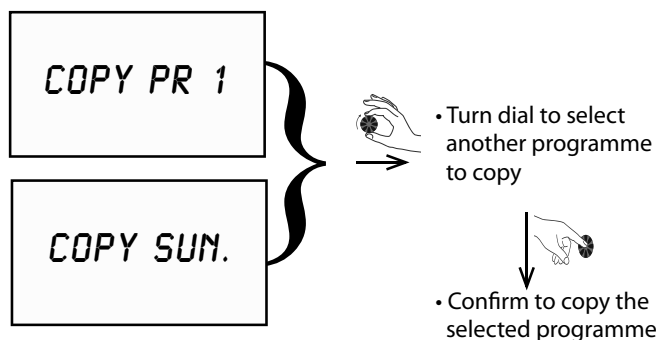 COPY PR 1
COPY SUN.
• Turn dial to select
another programme
to copy
• Confirm to copy the
selected programme